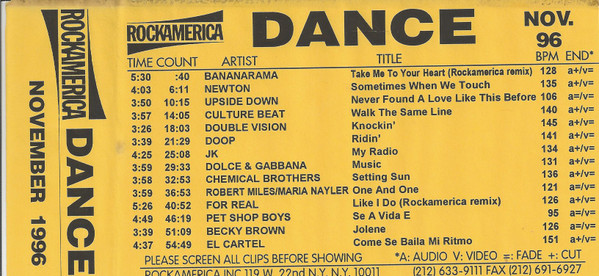 ROCKAMERICA DANCE
NOVEMBER 1996
ROCKAMERICA DANCE NOV. 96
TIME COUNT ARTIST TITLE BPM END*
5:30 :40 BANANARAMA Take Me To Your Heart (Rockamerica remix) 128 a+/v=
4:03 6:11 NEWTON Sometimes When We Touch 135 a+/v=
3:50 10:15 UPSIDE DOWN Never Found A Love Like This Before 106 a=/v=
3:57 14:05 CULTURE BEAT Walk The Same Line 140 a+/v=
3:26 18:03 DOUBLE VISION Knockin' 145 a+/v=
3:39 21:29 DOOP Ridin' 141 a+/v=
4:25 25:08 JK My Radio 134 a+/v=
3:59 29:33 DOLCE & GABBANA Music 131 a+/v=
3:58 32:53 CHEMICAL BROTHERS Setting Sun 136 a+/v=
3:59 36:53 ROBERT MILES/MARIA NAYLER One And One 121 a+/v=
5:26 40:52 FOR REAL Like I Do (Rockamerica remix) 122 a+/v=
4:49 46:19 PET SHOP BOYS Se A Vida E 95 a=/v=
3:39 51:09 BECKY BROWN Jolene 126 a=/v=
4:37 54:49 EL CARTEL Come Se Baila Mi Ritmo 151 a+/v=
PLEASE SCREEN ALL CLIPS BEFORE SHOWING *A: AUDIO V: VIDEO ==FADE +=CUT
ROCKAMERICA INC 119 W. 22nd N.Y. N.Y. 10011 (212) 633-9111 FAX (212) 691-6927